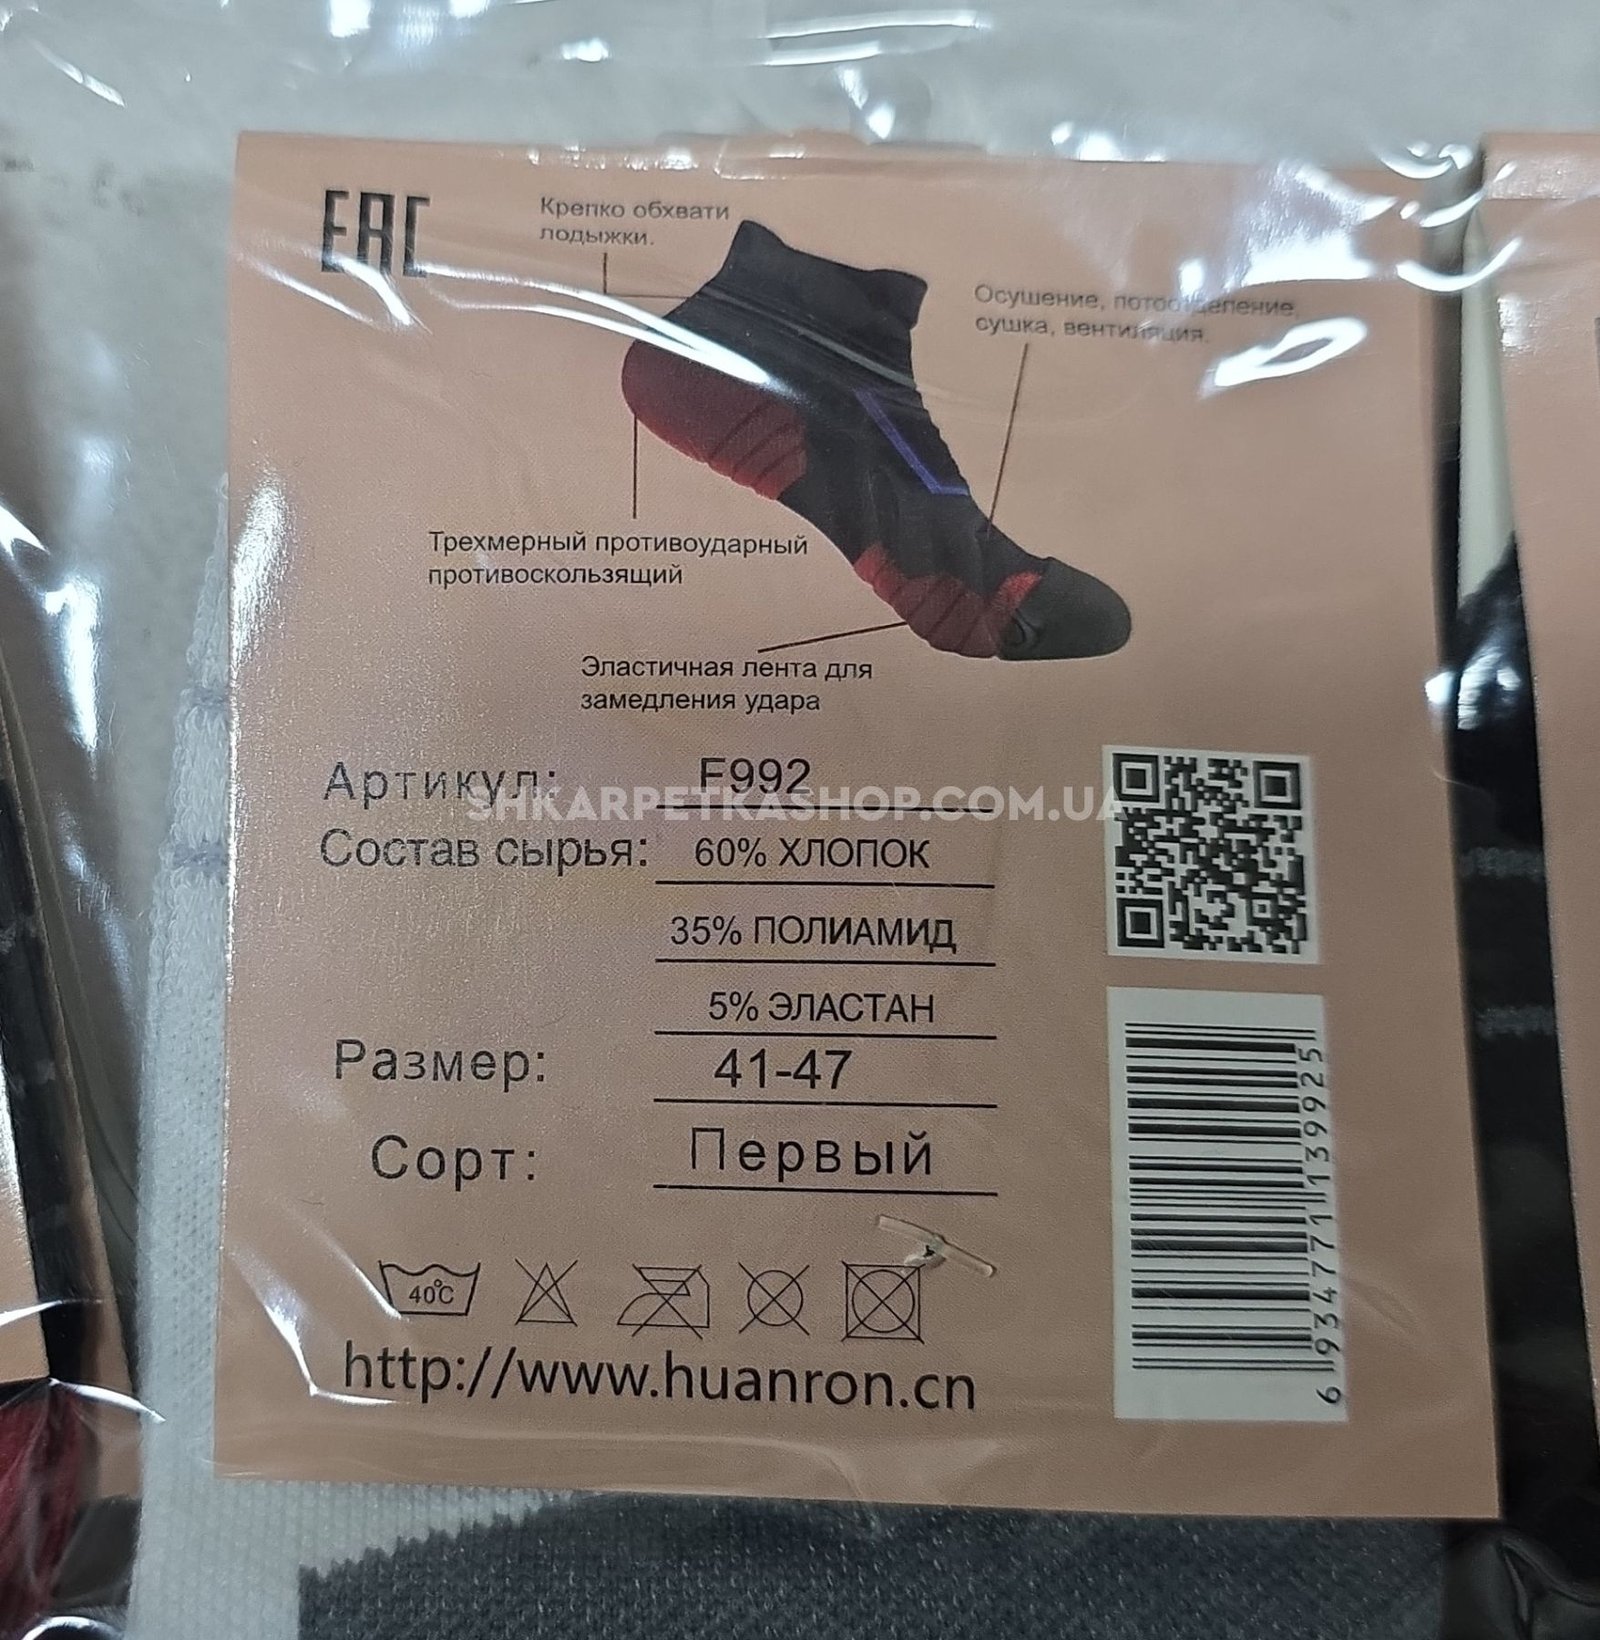 EAC
Крепко обхвати
лодыжки.
Осушение, потоотделение,
сушка, вентиляция.
Трехмерный противоударный
противоскользящий
Эластичная лента для
замедления удара
Артикул: F992
SHKARPETKASHOP.COM.UA
Состав сырья: 60% ХЛОПОК
35% ПОЛИАМИД
5% ЭЛАСТАН
Размер: 41-47
Сорт: Первый
40°C
http://www.huanron.cn
6934771139925